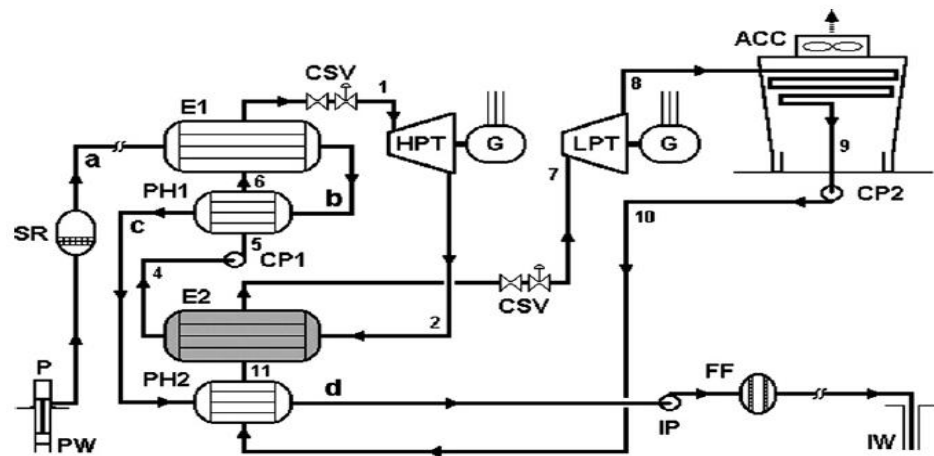 ACC
CSV
1
8
E1
HPT
G
LPT
G
a
6
7
9
PH1
b
c
CP2
10
SR
5
CP1
4
E2
CSV
2
P
PH2
11
d
FF
PW
IP
IW